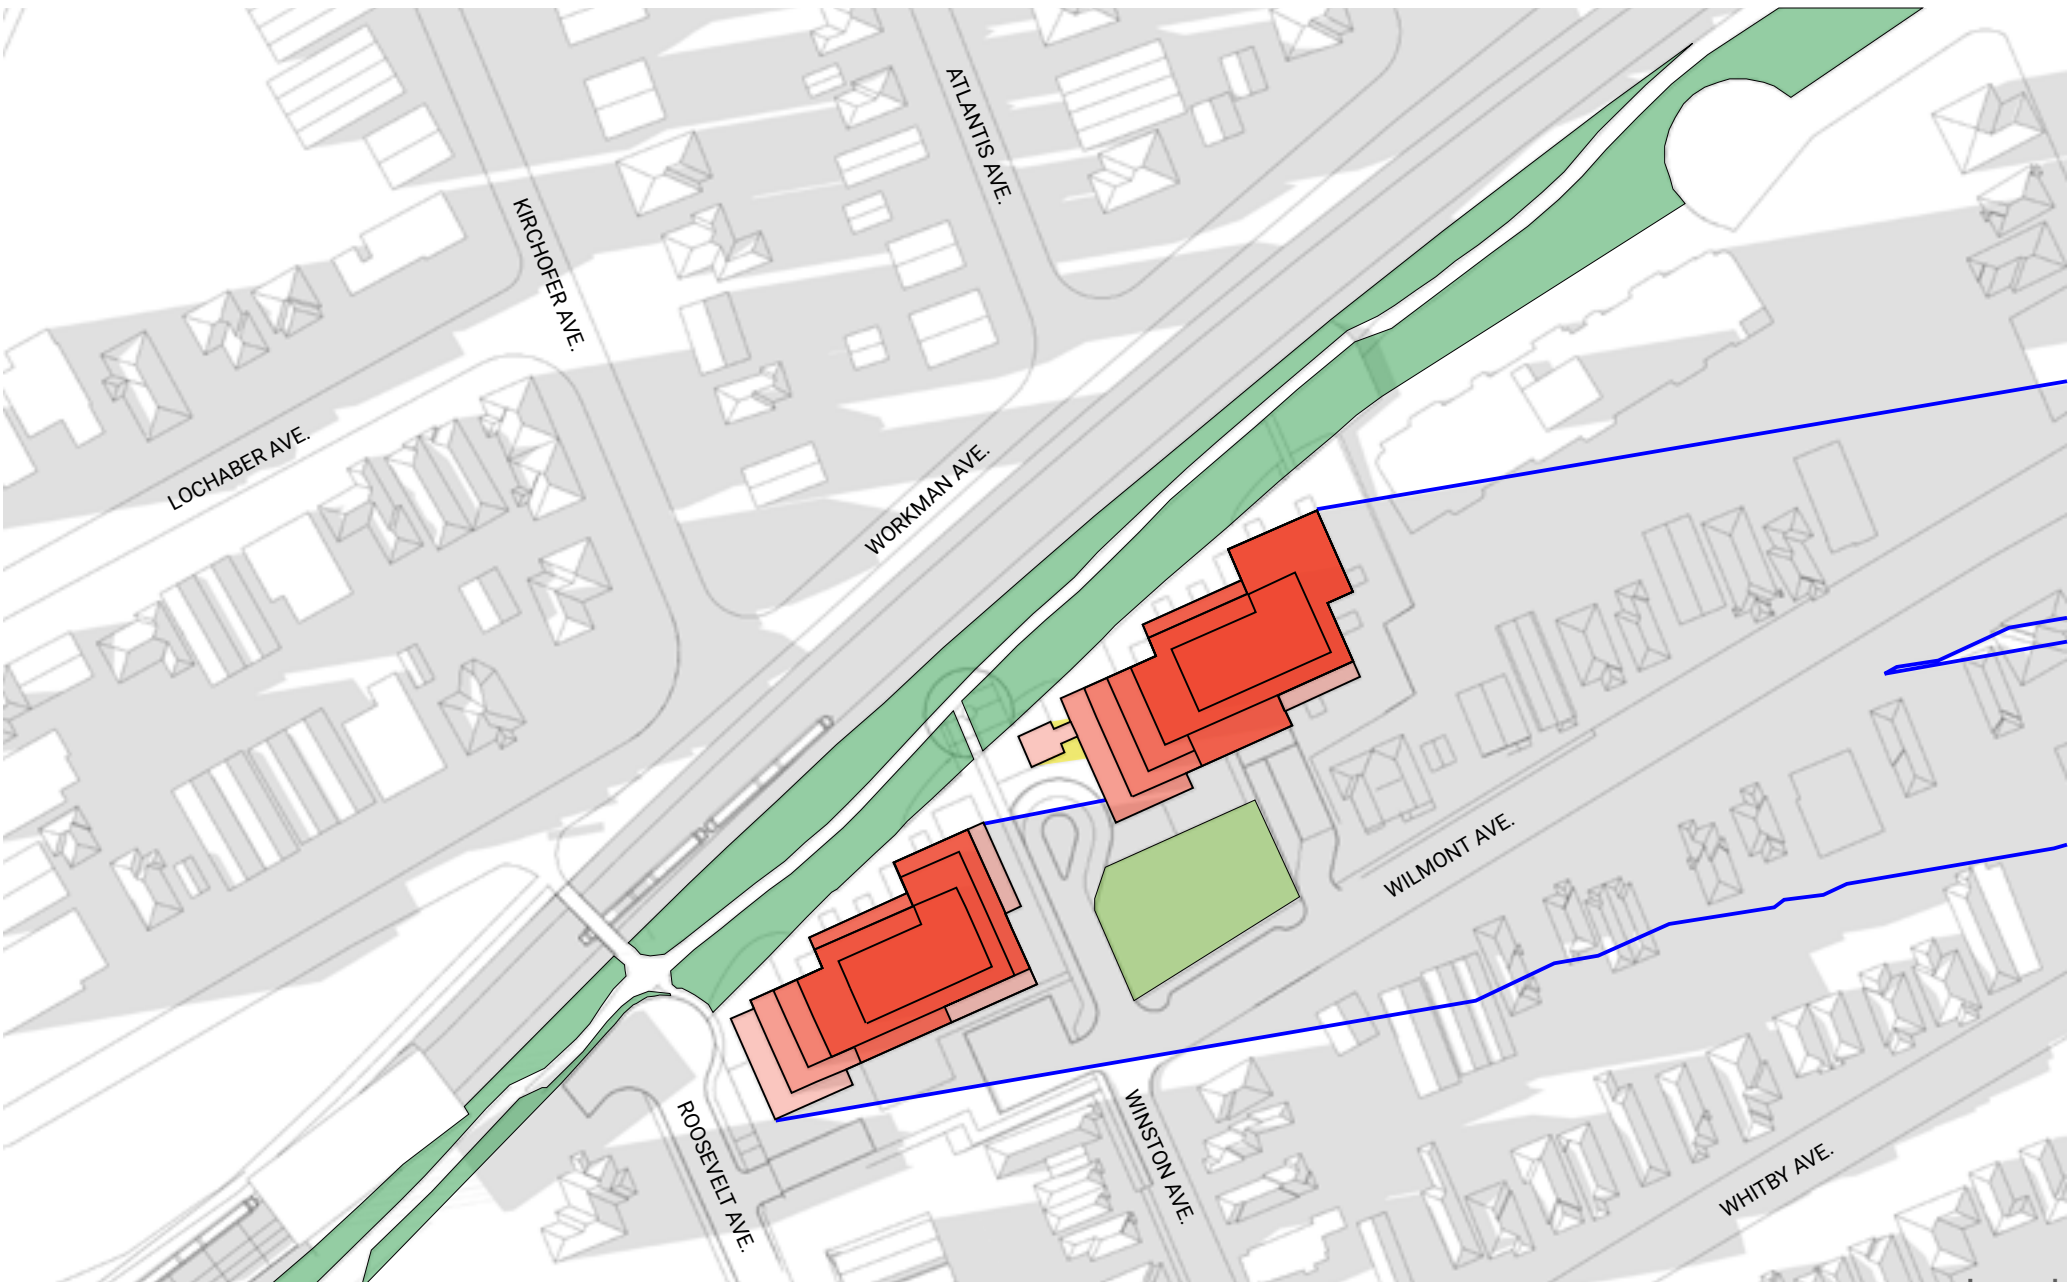 ATLANTIS AVE.
KIRCHOFER AVE.
LOCHABER AVE.
WORKMAN AVE.
WILMONT AVE.
ROOSEVELT AVE.
WINSTON AVE.
WHITBY AVE.